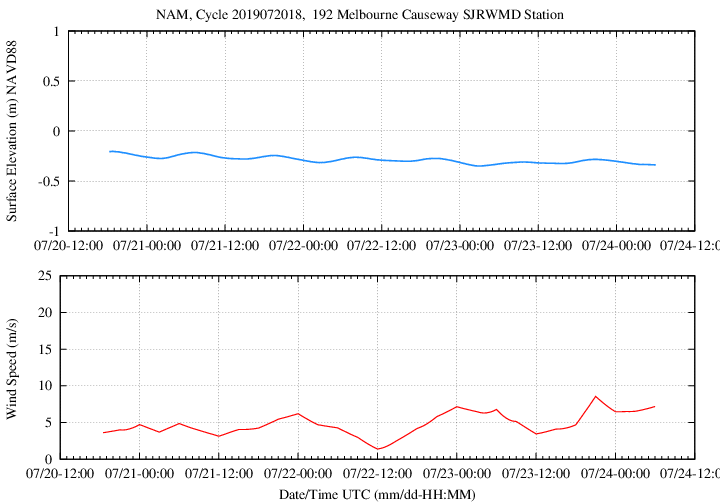 NAM, Cycle 2019072018,  192 Melbourne Causeway SJRWMD Station
Surface Elevation (m) NAVD88
1
0.5
0
-0.5
-1
07/20-12:00 07/21-00:00 07/21-12:00 07/22-00:00 07/22-12:00 07/23-00:00 07/23-12:00 07/24-00:00 07/24-12:0
Wind Speed (m/s)
25
20
15
10
5
0
07/20-12:00 07/21-00:00 07/21-12:00 07/22-00:00 07/22-12:00 07/23-00:00 07/23-12:00 07/24-00:00 07/24-12:0
Date/Time UTC (mm/dd-HH:MM)